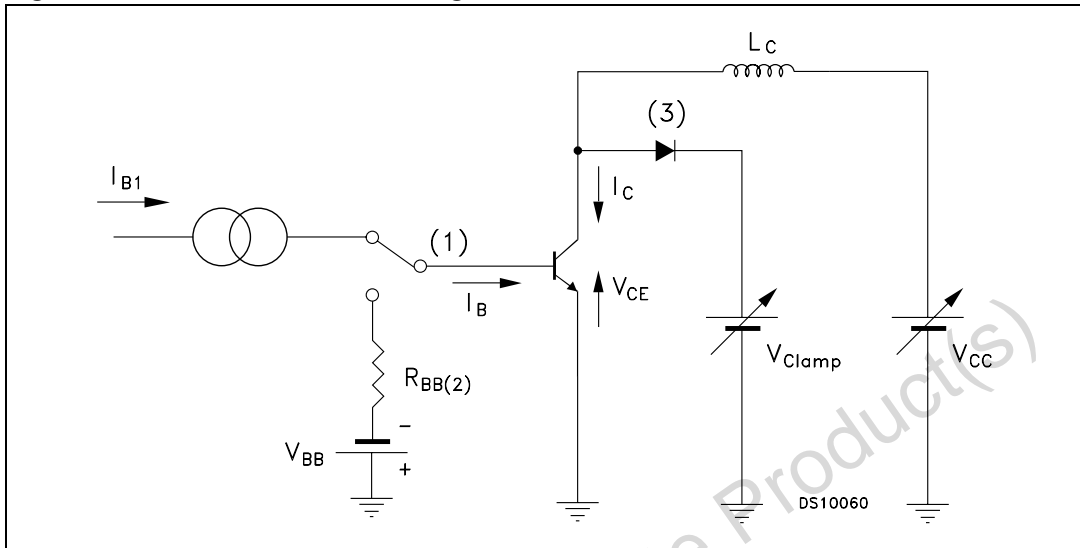 L_C
(3)
I_B1
I_C
(1)
I_B
V_CE
R_BB(2)
V_Clamp
V_CC
-
V_BB
+
DS10060
e Product(s)